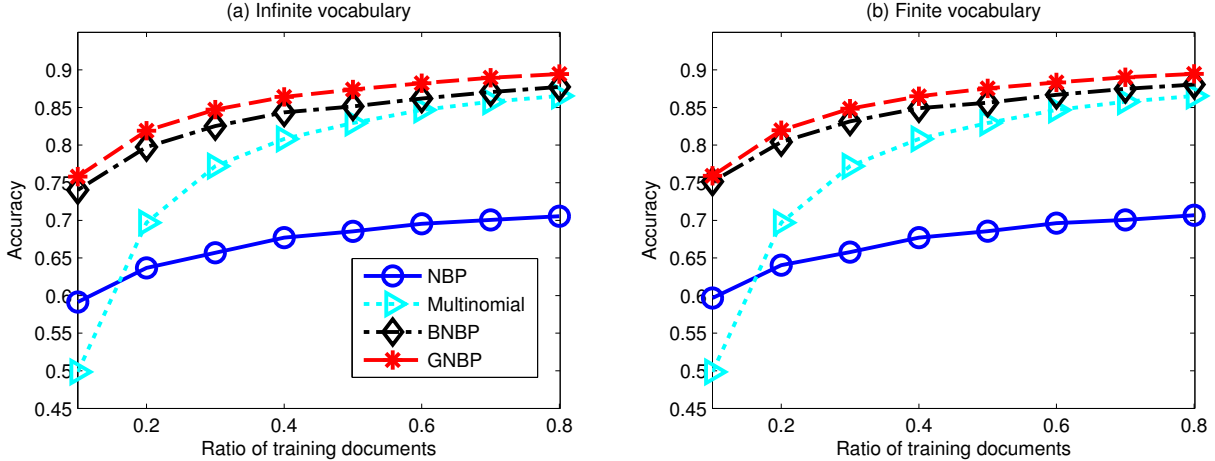 (a) Infinite vocabulary
0.9
0.85
0.8
0.75
0.7
0.65
0.6
0.55
0.5
0.45
Accuracy
0.2
0.4
0.6
0.8
Ratio of training documents
NBP
Multinomial
BNBP
GNBP
(b) Finite vocabulary
0.9
0.85
0.8
0.75
0.7
0.65
0.6
0.55
0.5
0.45
Accuracy
0.2
0.4
0.6
0.8
Ratio of training documents